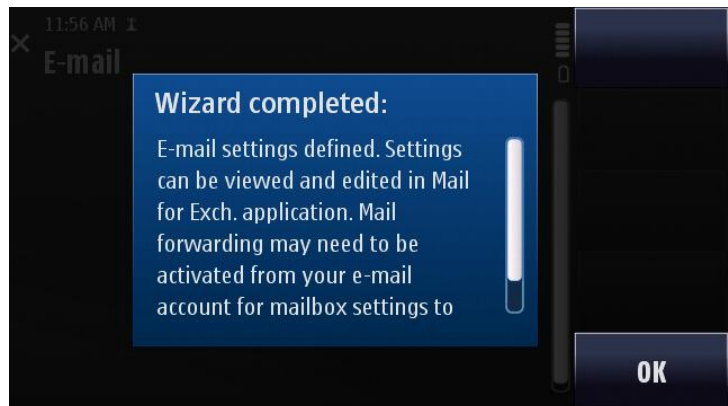 11:56 AM
E-mail
Wizard completed:
E-mail settings defined. Settings
can be viewed and edited in Mail
for Exch. application. Mail
forwarding may need to be
activated from your e-mail
account for mailbox settings to
OK